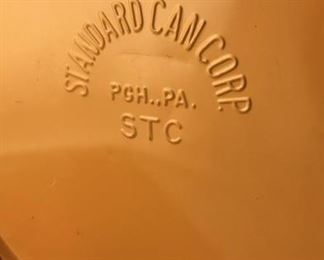 STANDARD CAN CORP.
PGH., PA.
STC